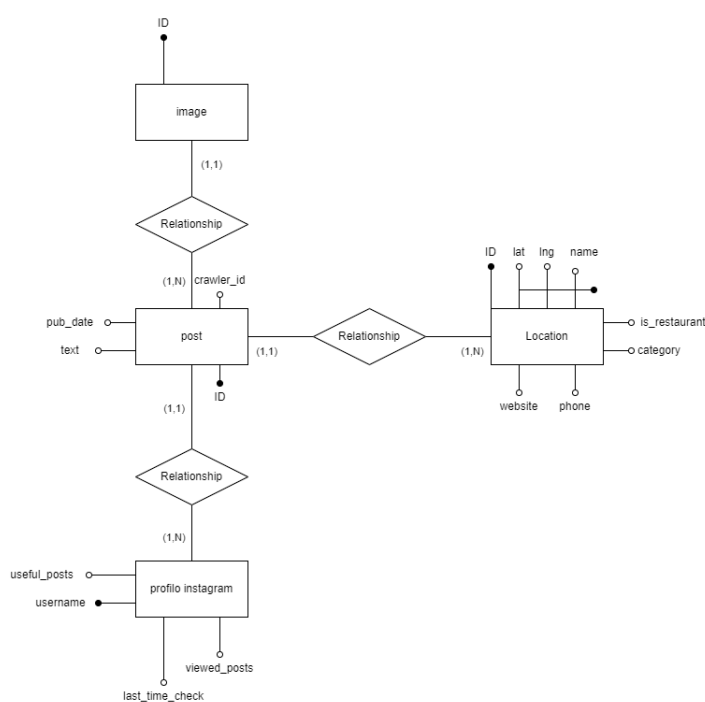 ID
image
(1,1)
Relationship
(1,N)
crawler_id
ID
lat
lng
name
pub_date
text
post
(1,1)
Relationship
(1,N)
Location
is_restaurant
category
ID
website
phone
(1,1)
Relationship
(1,N)
useful_posts
username
profilo instagram
viewed_posts
last_time_check